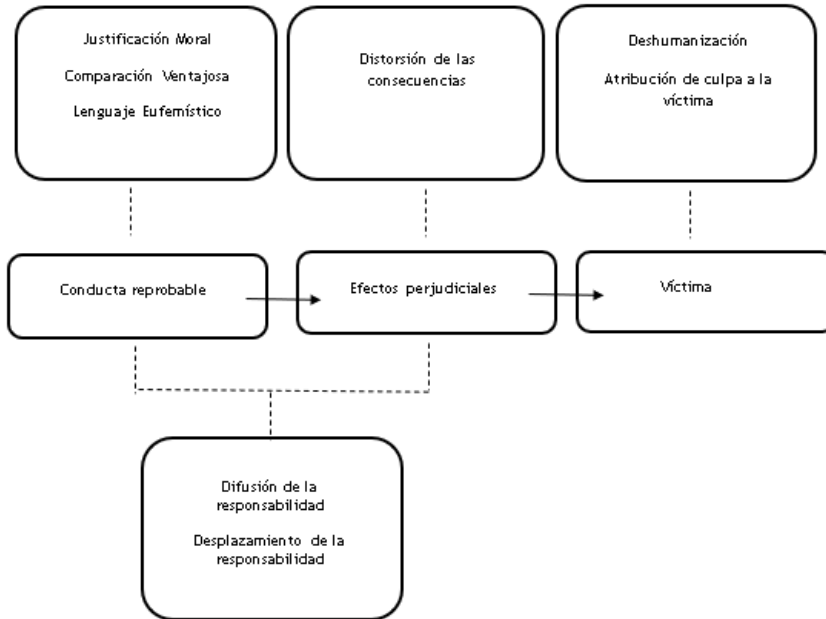 Justificación Moral
Comparación Ventajosa
Lenguaje Eufemístico
Distorsión de las
consecuencias
Deshumanización
Atribución de culpa a la
víctima
Conducta reprobable
Efectos perjudiciales
Víctima
Difusión de la
responsabilidad
Desplazamiento de la
responsabilidad